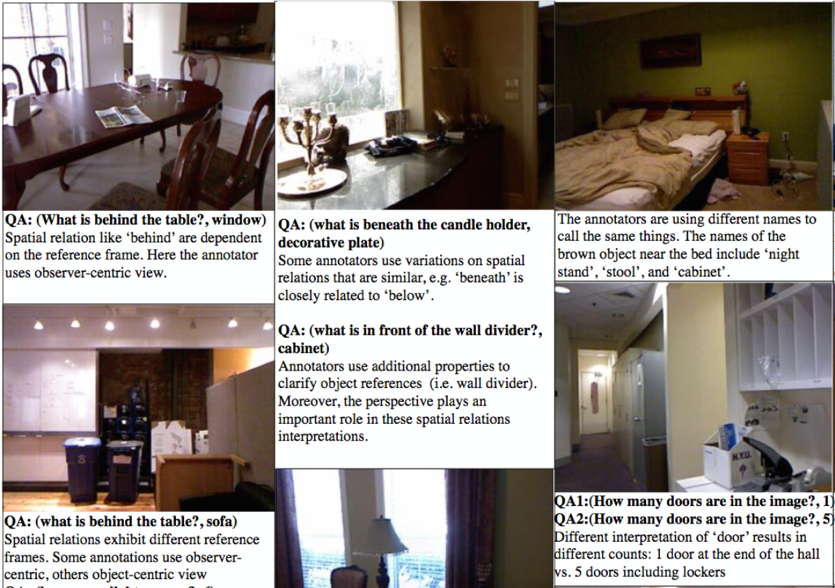 QA: (What is behind the table?, window)
Spatial relation like ‘behind’ are dependent
on the reference frame. Here the annotator
uses observer-centric view.
QA: (what is behind the table?, sofa)
Spatial relations exhibit different reference
frames. Some annotations use observer-
centric, others object-centric view
QA: (what is beneath the candle holder,
decorative plate)
Some annotators use variations on spatial
relations that are similar, e.g. ‘beneath’ is
closely related to ‘below’.
QA: (what is in front of the wall divider?,
cabinet)
Annotators use additional properties to
clarify object references (i.e. wall divider).
Moreover, the perspective plays an
important role in these spatial relations
interpretations.
The annotators are using different names to
call the same things. The names of the
brown object near the bed include ‘night
stand’, ‘stool’, and ‘cabinet’.
N.Y.U.
QA1:(How many doors are in the image?, 1)
QA2:(How many doors are in the image?, 5)
Different interpretation of ‘door’ results in
different counts: 1 door at the end of the hall
vs. 5 doors including lockers